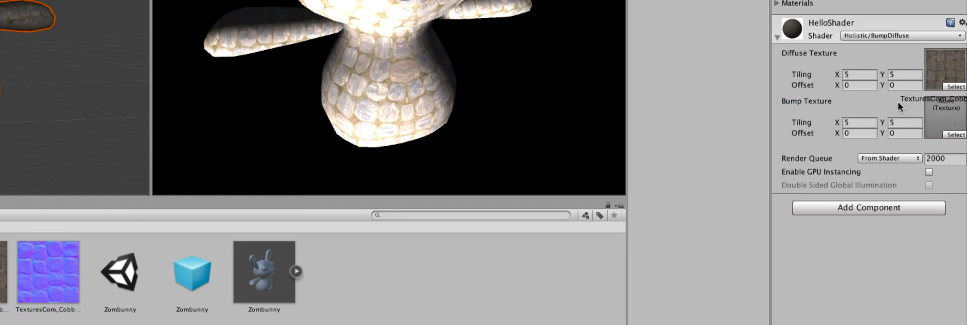 Materials
HelloShader
Shader Holistic/BumpDiffuse
Diffuse Texture
Tiling X 5 Y 5
Offset X 0 Y 0
Select
TexturesCom_Cobb
Bump Texture
(Texture)
Tiling X 5 Y 5
Offset X 0 Y 0
Select
Render Queue From Shader 2000
Enable GPU Instancing
Double Sided Global Illumination
Add Component
TexturesCom_Cobb... Zombunny Zombunny Zombunny